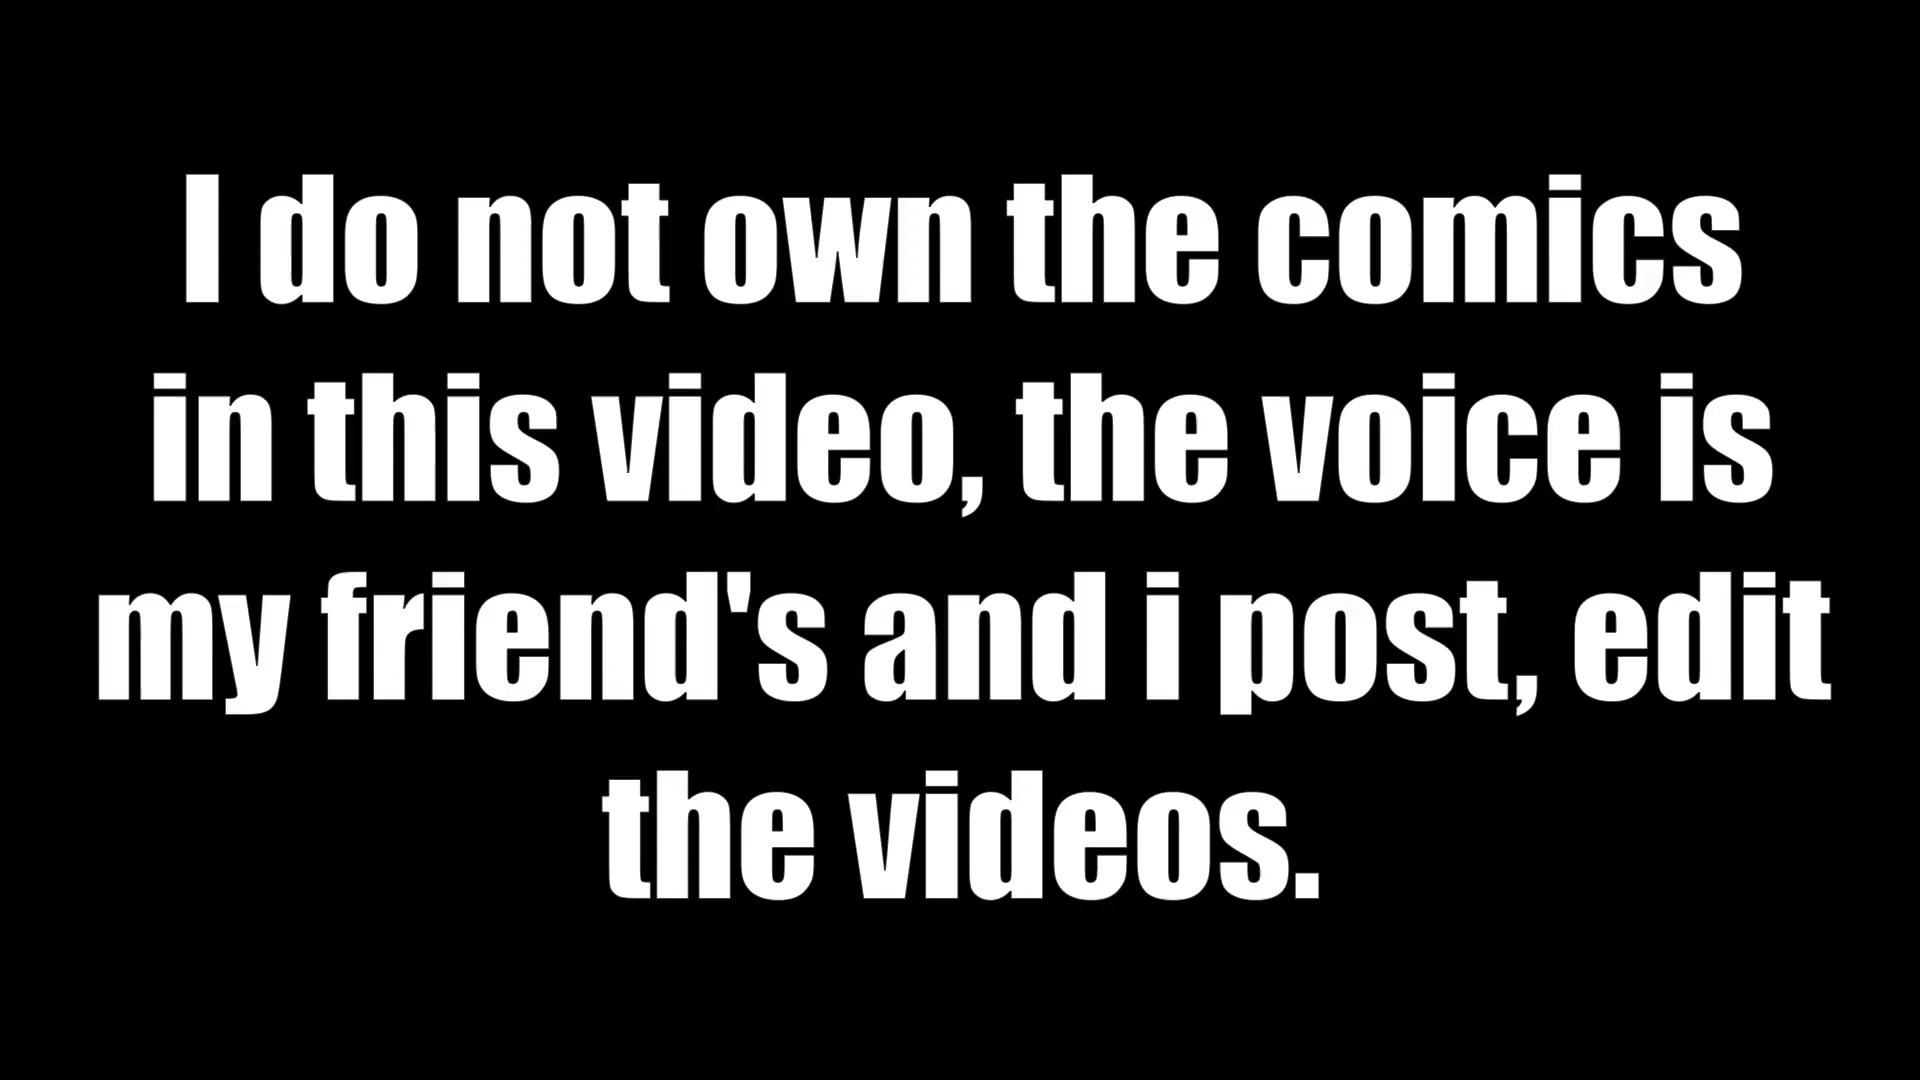 I do not own the comics
in this video, the voice is
my friend's and i post, edit
the videos.